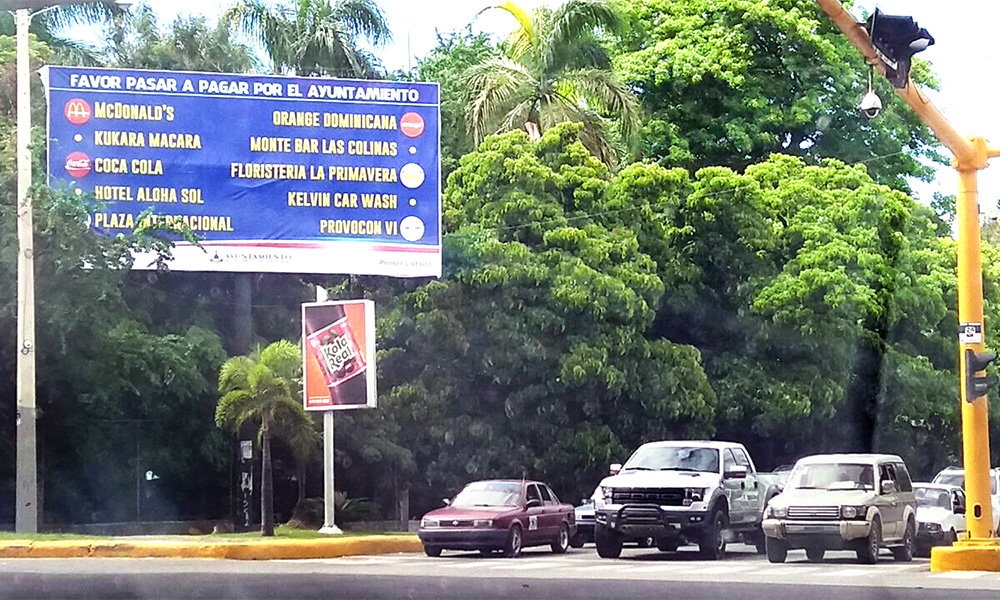 FAVOR PASAR A PAGAR POR EL AYUNTAMIENTO
McDONALD'S
KUKARA MACARA
COCA COLA
HOTEL ALOHA SOL
PLAZA INTERNACIONAL
ORANGE DOMINICANA
MONTE BAR LAS COLINAS
FLORISTERIA LA PRIMAVERA
KELVIN CAR WASH
PROVOCON VI
AYUNTAMIENTO
Kola
Real